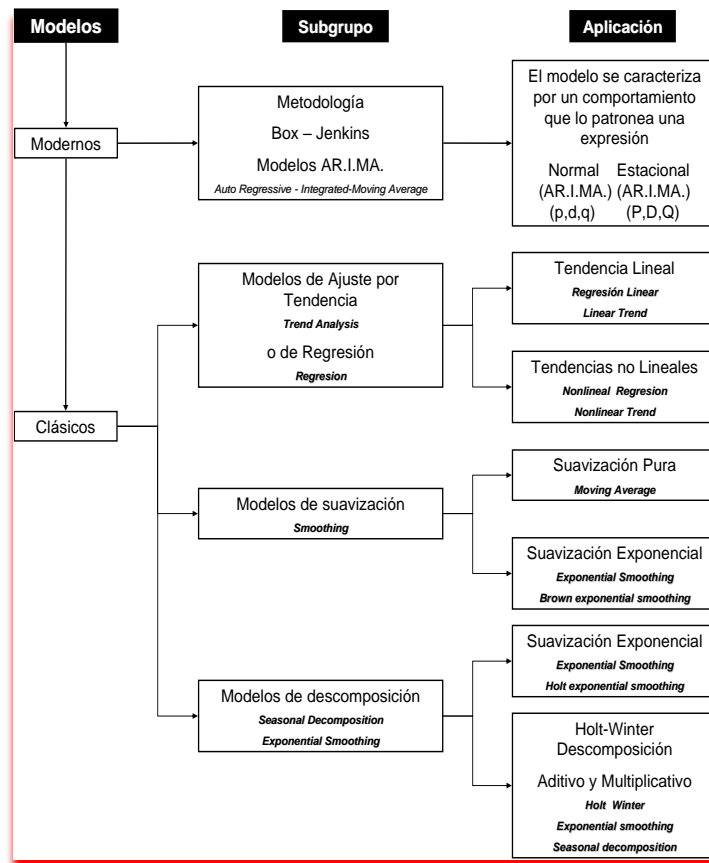 Modelos
Subgrupo
Aplicación
Modernos
Metodología
Box – Jenkins
Modelos AR.I.MA.
Auto Regressive - Integrated-Moving Average
El modelo se caracteriza
por un comportamiento
que lo patronea una
expresión
Normal Estacional
(AR.I.MA.) (AR.I.MA.)
(p,d,q) (P,D,Q)
Clásicos
Modelos de Ajuste por
Tendencia
Trend Analysis
o de Regresión
Regresion
Tendencia Lineal
Regresión Linear
Linear Trend
Tendencias no Lineales
Nonlineal Regresion
Nonlinear Trend
Modelos de suavización
Smoothing
Suavización Pura
Moving Average
Suavización Exponencial
Exponential Smoothing
Brown exponential smoothing
Modelos de descomposición
Seasonal Decomposition
Exponential Smoothing
Suavización Exponencial
Exponential Smoothing
Holt exponential smoothing
Holt-Winter
Descomposición
Aditivo y Multiplicativo
Holt Winter
Exponential smoothing
Seasonal decomposition